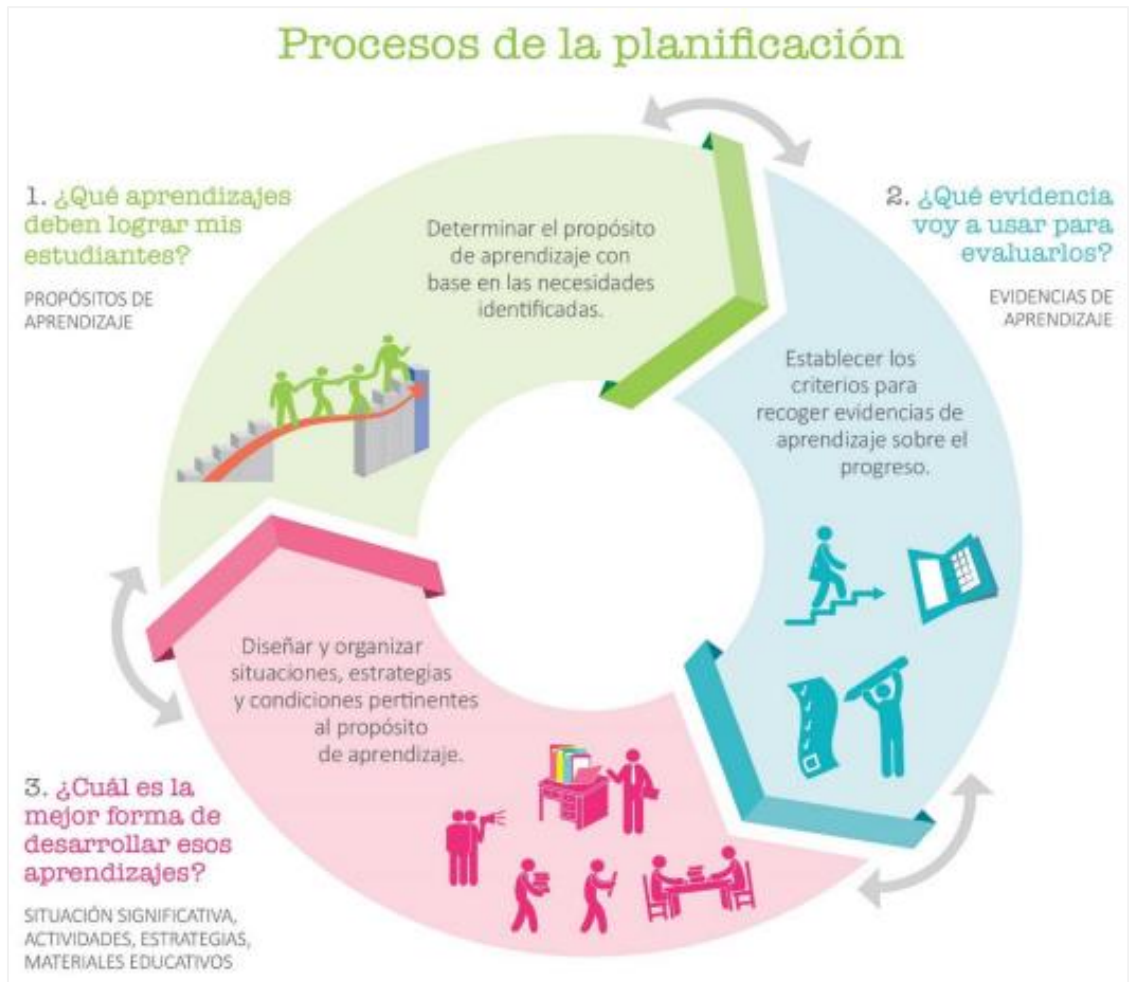 Procesos de la planificación
1. ¿Qué aprendizajes
deben lograr mis
estudiantes?
PROPÓSITOS DE
APRENDIZAJE
Determinar el propósito
de aprendizaje con
base en las necesidades
identificadas.
2. ¿Qué evidencia
voy a usar para
evaluarlos?
EVIDENCIAS DE
APRENDIZAJE
Establecer los
criterios para
recoger evidencias de
aprendizaje sobre el
progreso.
Diseñar y organizar
situaciones, estrategias
y condiciones pertinentes
al propósito
de aprendizaje.
3. ¿Cuál es la
mejor forma de
desarrollar esos
aprendizajes?
SITUACIÓN SIGNIFICATIVA,
ACTIVIDADES, ESTRATEGIAS,
MATERIALES EDUCATIVOS